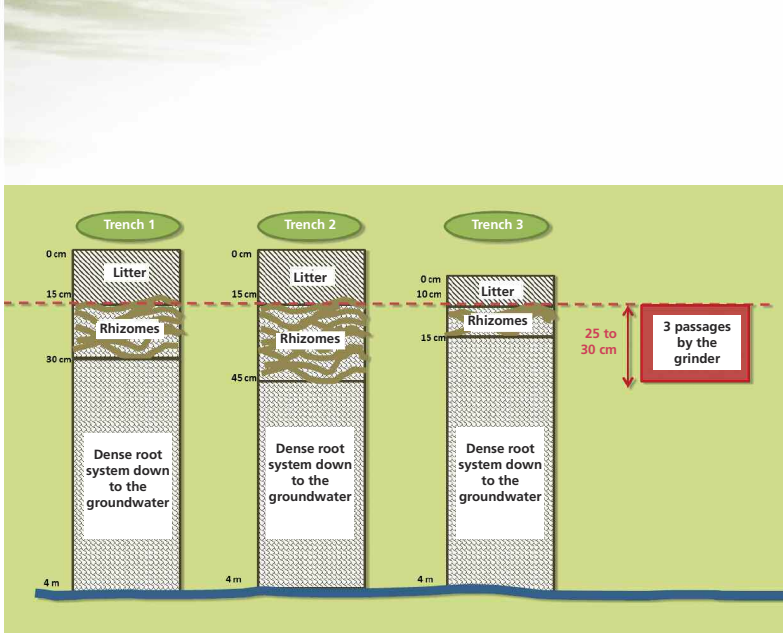 Trench 1
Trench 2
Trench 3
0 cm
Litter
15 cm
Rhizomes
30 cm
Dense root
system down
to the
groundwater
4 m
0 cm
Litter
15 cm
Rhizomes
45 cm
Dense root
system down
to the
groundwater
4 m
0 cm
10 cm
Litter
Rhizomes
15 cm
Dense root
system down
to the
groundwater
4 m
25 to
30 cm
3 passages
by the
grinder